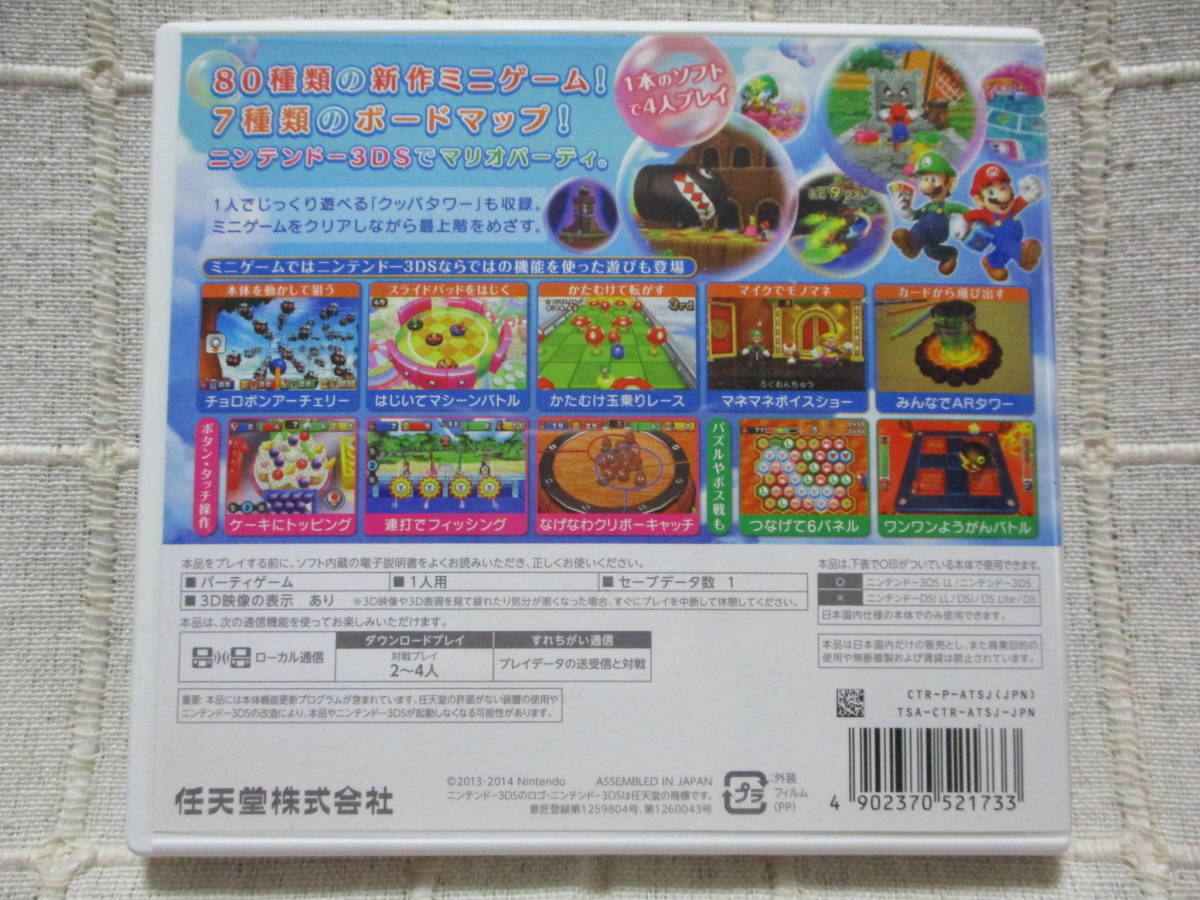 80種類の新作ミニゲーム!
7種類のボードマップ!
ニンテンドー3DSでマリオパーティ。
1本のソフト
で4人プレイ
1人でじっくり遊べる「クッパタワー」も収録。
ミニゲームをクリアしながら最上階をめざす。
ミニゲームではニンテンドー3DSならではの機能を使った遊びも登場
本体を動かして狙う
スライドパッドをはじく
かたむけて転がす
マイクでモノマネ
カードから飛び出す
3rd
ろくおんちゅう
チョロボンアーチェリー
はじいてマシーンバトル
かたむけ玉乗りレース
マネマネボイスショー
みんなでARタワー
ボタン・タッチ操作
ケーキにトッピング
連打でフィッシング
なげなわクリボーキャッチ
パズルやボス戦も
つなげて6パネル
ワンワンようがんバトル
本品をプレイする前に、ソフト内蔵の電子説明書をよくお読みいただき、正しくお使いください。
■パーティゲーム
■1人用
■セーブデータ数 1
■3D映像の表示 あり ※3D映像や3D表現を見て疲れたり気分が悪くなった場合、すぐにプレイを中断して休憩してください。
本品は、次の通信機能を使ってお楽しみいただけます。
ローカル通信
ダウンロードプレイ
対戦プレイ
2〜4人
すれちがい通信
プレイデータの送受信と対戦
重要: 本品には本体機能更新プログラムが含まれています。任天堂の許諾がない装置の使用や
ニンテンドー3DSの改造により、本品やニンテンドー3DSが起動しなくなる可能性があります。
本品は、下表で○印がついている本体で使用できます。
○ ニンテンドー3DS LL/ニンテンドー3DS
× ニンテンドーDSi LL/DSi/DS Lite/DS
日本国内仕様の本体でのみ使用できます。
本品は日本国内だけの販売とし、また商業目的の
使用や無断複製および賃貸は禁止されています。
CTR-P-ATSJ(JPN)
TSA-CTR-ATSJ-JPN
任天堂株式会社
©2013-2014 Nintendo ASSEMBLED IN JAPAN
ニンテンドー3DSのロゴ・ニンテンドー3DSは任天堂の商標です。
意匠登録第1259804号、第1260043号
プラ
:外装
フィルム
(PP)
4 902370 521733